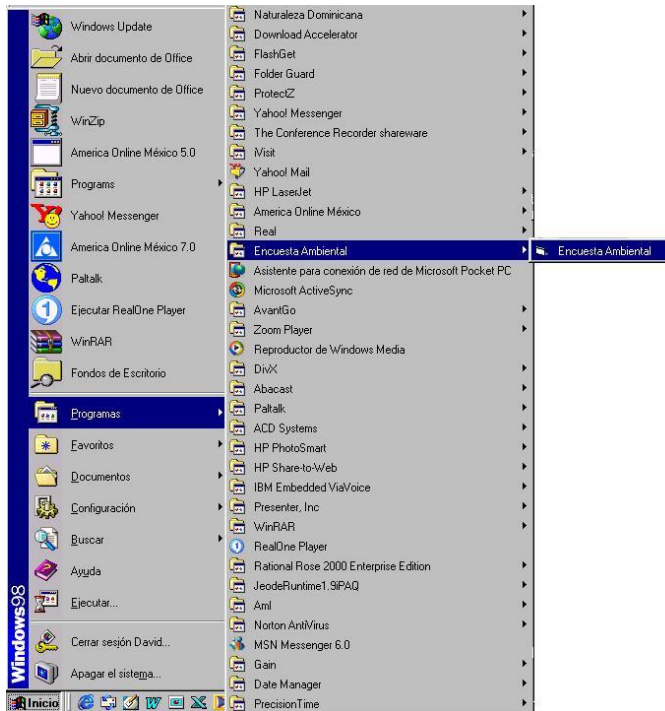 Windows Update
Abrir documento de Office
Nuevo documento de Office
WinZip
America Online México 5.0
Programs
Yahoo! Messenger
America Online México 7.0
Paltalk
Ejecutar RealOne Player
WinRAR
Fondos de Escritorio
Programas
Favoritos
Documentos
Configuración
Buscar
Ayuda
Ejecutar...
Cerrar sesión David...
Apagar el sistema...
Windows98
Inicio
Naturaleza Dominicana
Download Accelerator
FlashGet
Folder Guard
ProtectZ
Yahoo! Messenger
The Conference Recorder shareware
iVisit
Yahoo! Mail
HP LaserJet
America Online México
Real
Encuesta Ambiental
Asistente para conexión de red de Microsoft Pocket PC
Microsoft ActiveSync
AvantGo
Zoom Player
Reproductor de Windows Media
DivX
Abacast
Paltalk
ACD Systems
HP PhotoSmart
HP Share-to-Web
IBM Embedded ViaVoice
Presenter, Inc
WinRAR
RealOne Player
Rational Rose 2000 Enterprise Edition
JeodeRuntime1.9iPAQ
Aml
Norton AntiVirus
MSN Messenger 6.0
Gain
Date Manager
PrecisionTime
Encuesta Ambiental